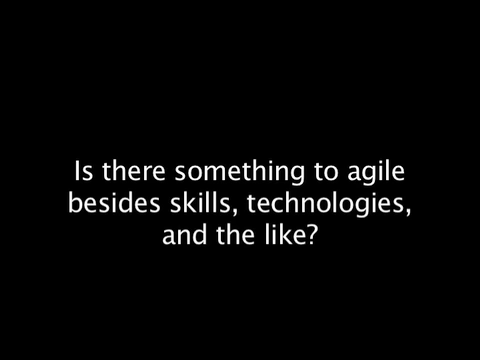 Is there something to agile
besides skills, technologies,
and the like?